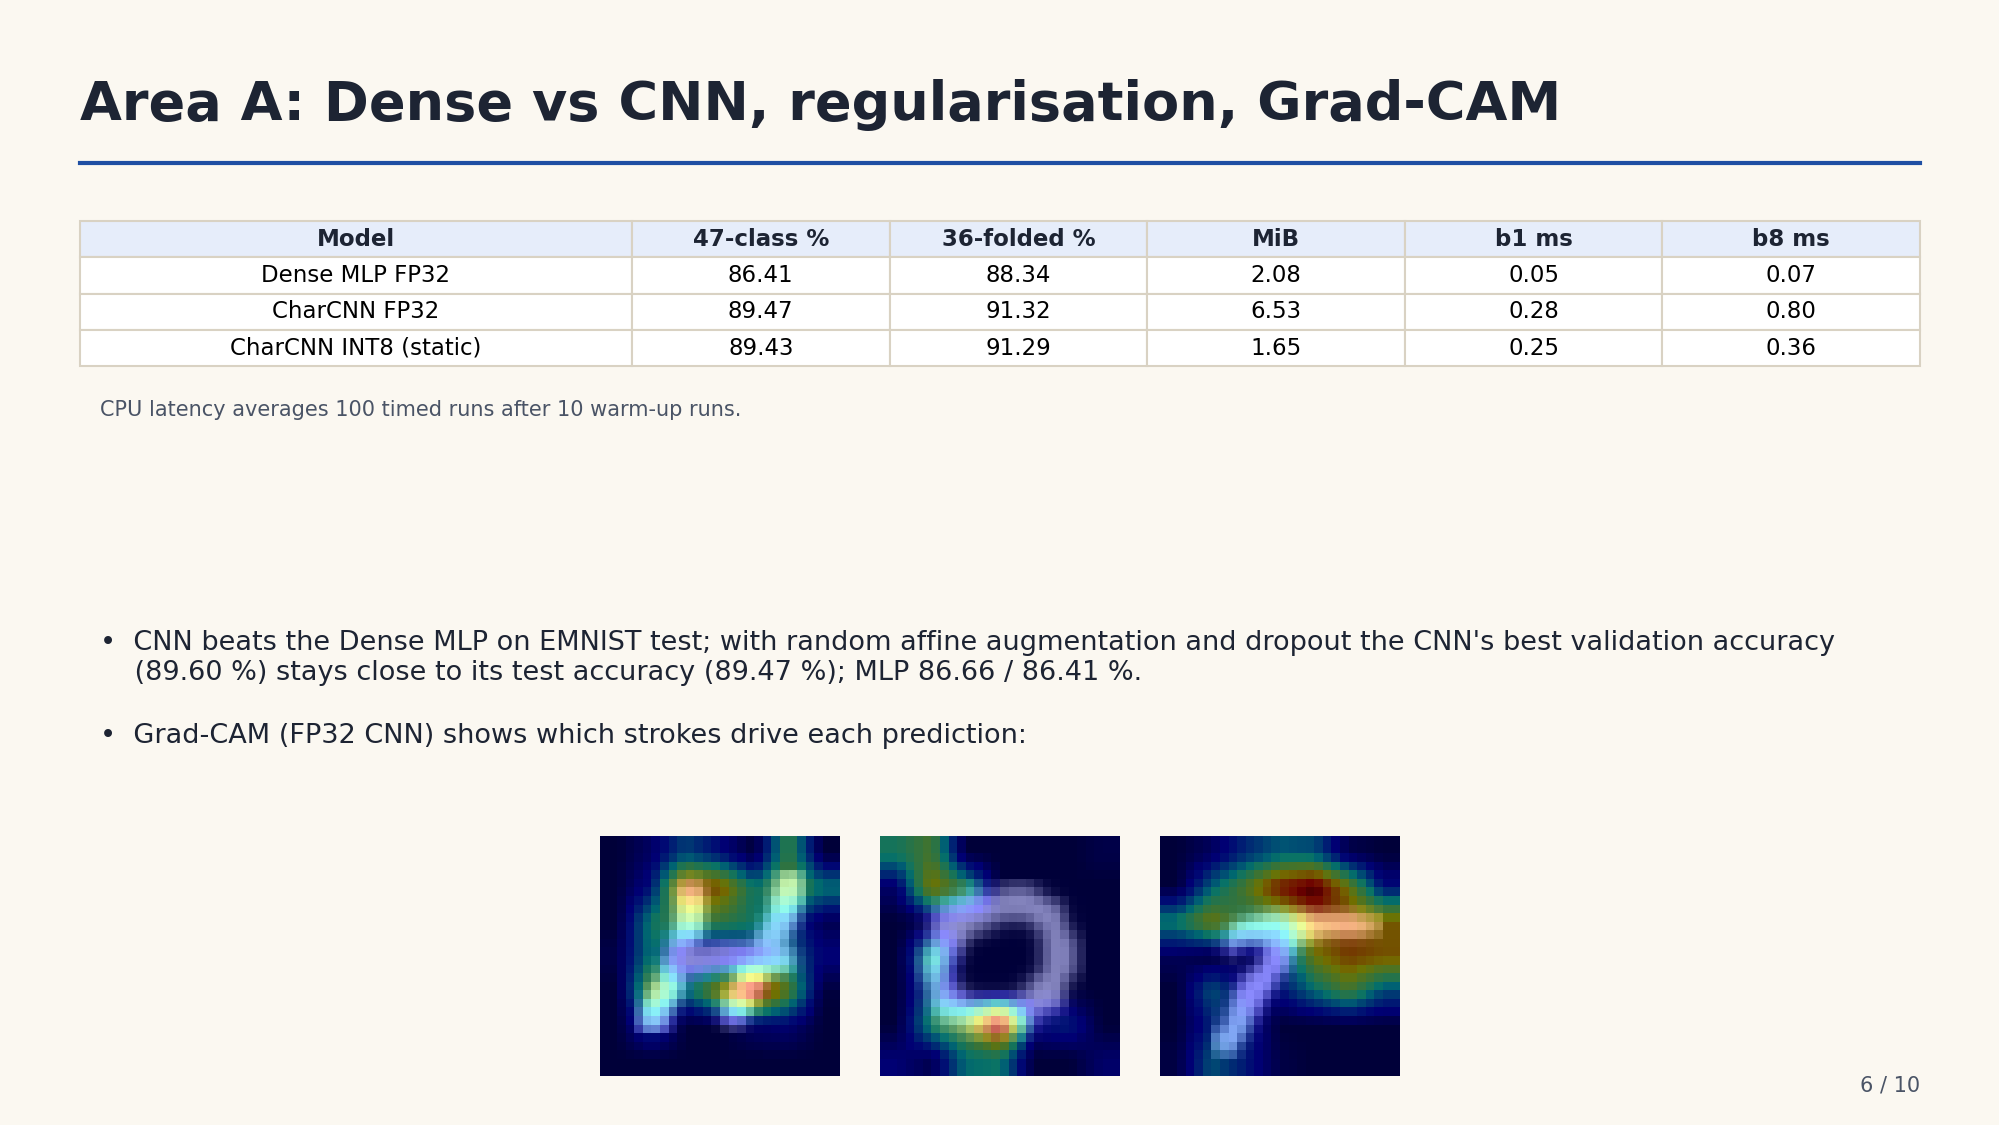 Area A: Dense vs CNN, regularisation, Grad-CAM
Model 47-class % 36-folded % MiB b1 ms b8 ms
Dense MLP FP32 86.41 88.34 2.08 0.05 0.07
CharCNN FP32 89.47 91.32 6.53 0.28 0.80
CharCNN INT8 (static) 89.43 91.29 1.65 0.25 0.36
CPU latency averages 100 timed runs after 10 warm-up runs.
• CNN beats the Dense MLP on EMNIST test; with random affine augmentation and dropout the CNN's best validation accuracy
(89.60 %) stays close to its test accuracy (89.47 %); MLP 86.66 / 86.41 %.
• Grad-CAM (FP32 CNN) shows which strokes drive each prediction:
6 / 10